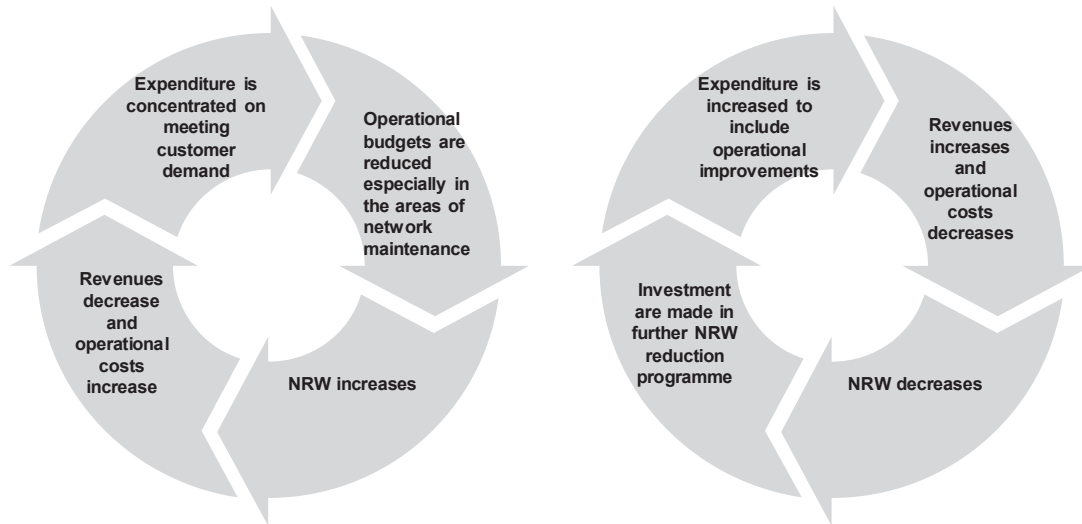 Expenditure is
concentrated on
meeting
customer
demand
Operational
budgets are
reduced
especially in
the areas of
network
maintenance
NRW increases
Revenues
decrease
and
operational
costs
increase
Expenditure is
increased to
include
operational
improvements
Revenues
increases
and
operational
costs
decreases
NRW decreases
Investment
are made in
further NRW
reduction
programme